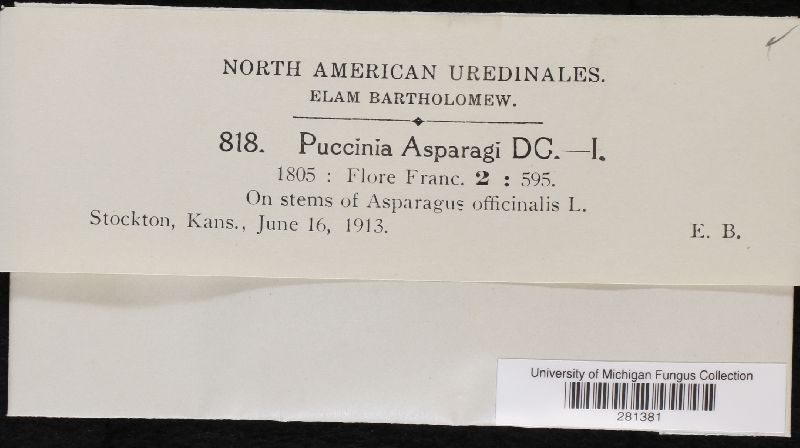 NORTH AMERICAN UREDINALES.
ELAM BARTHOLOMEW.
818. Puccinia Asparagi DC.—I.
1805 : Flore Franc. 2 : 595.
On stems of Asparagus officinalis L.
Stockton, Kans., June 16, 1913. E. B.
University of Michigan Fungus Collection
281381